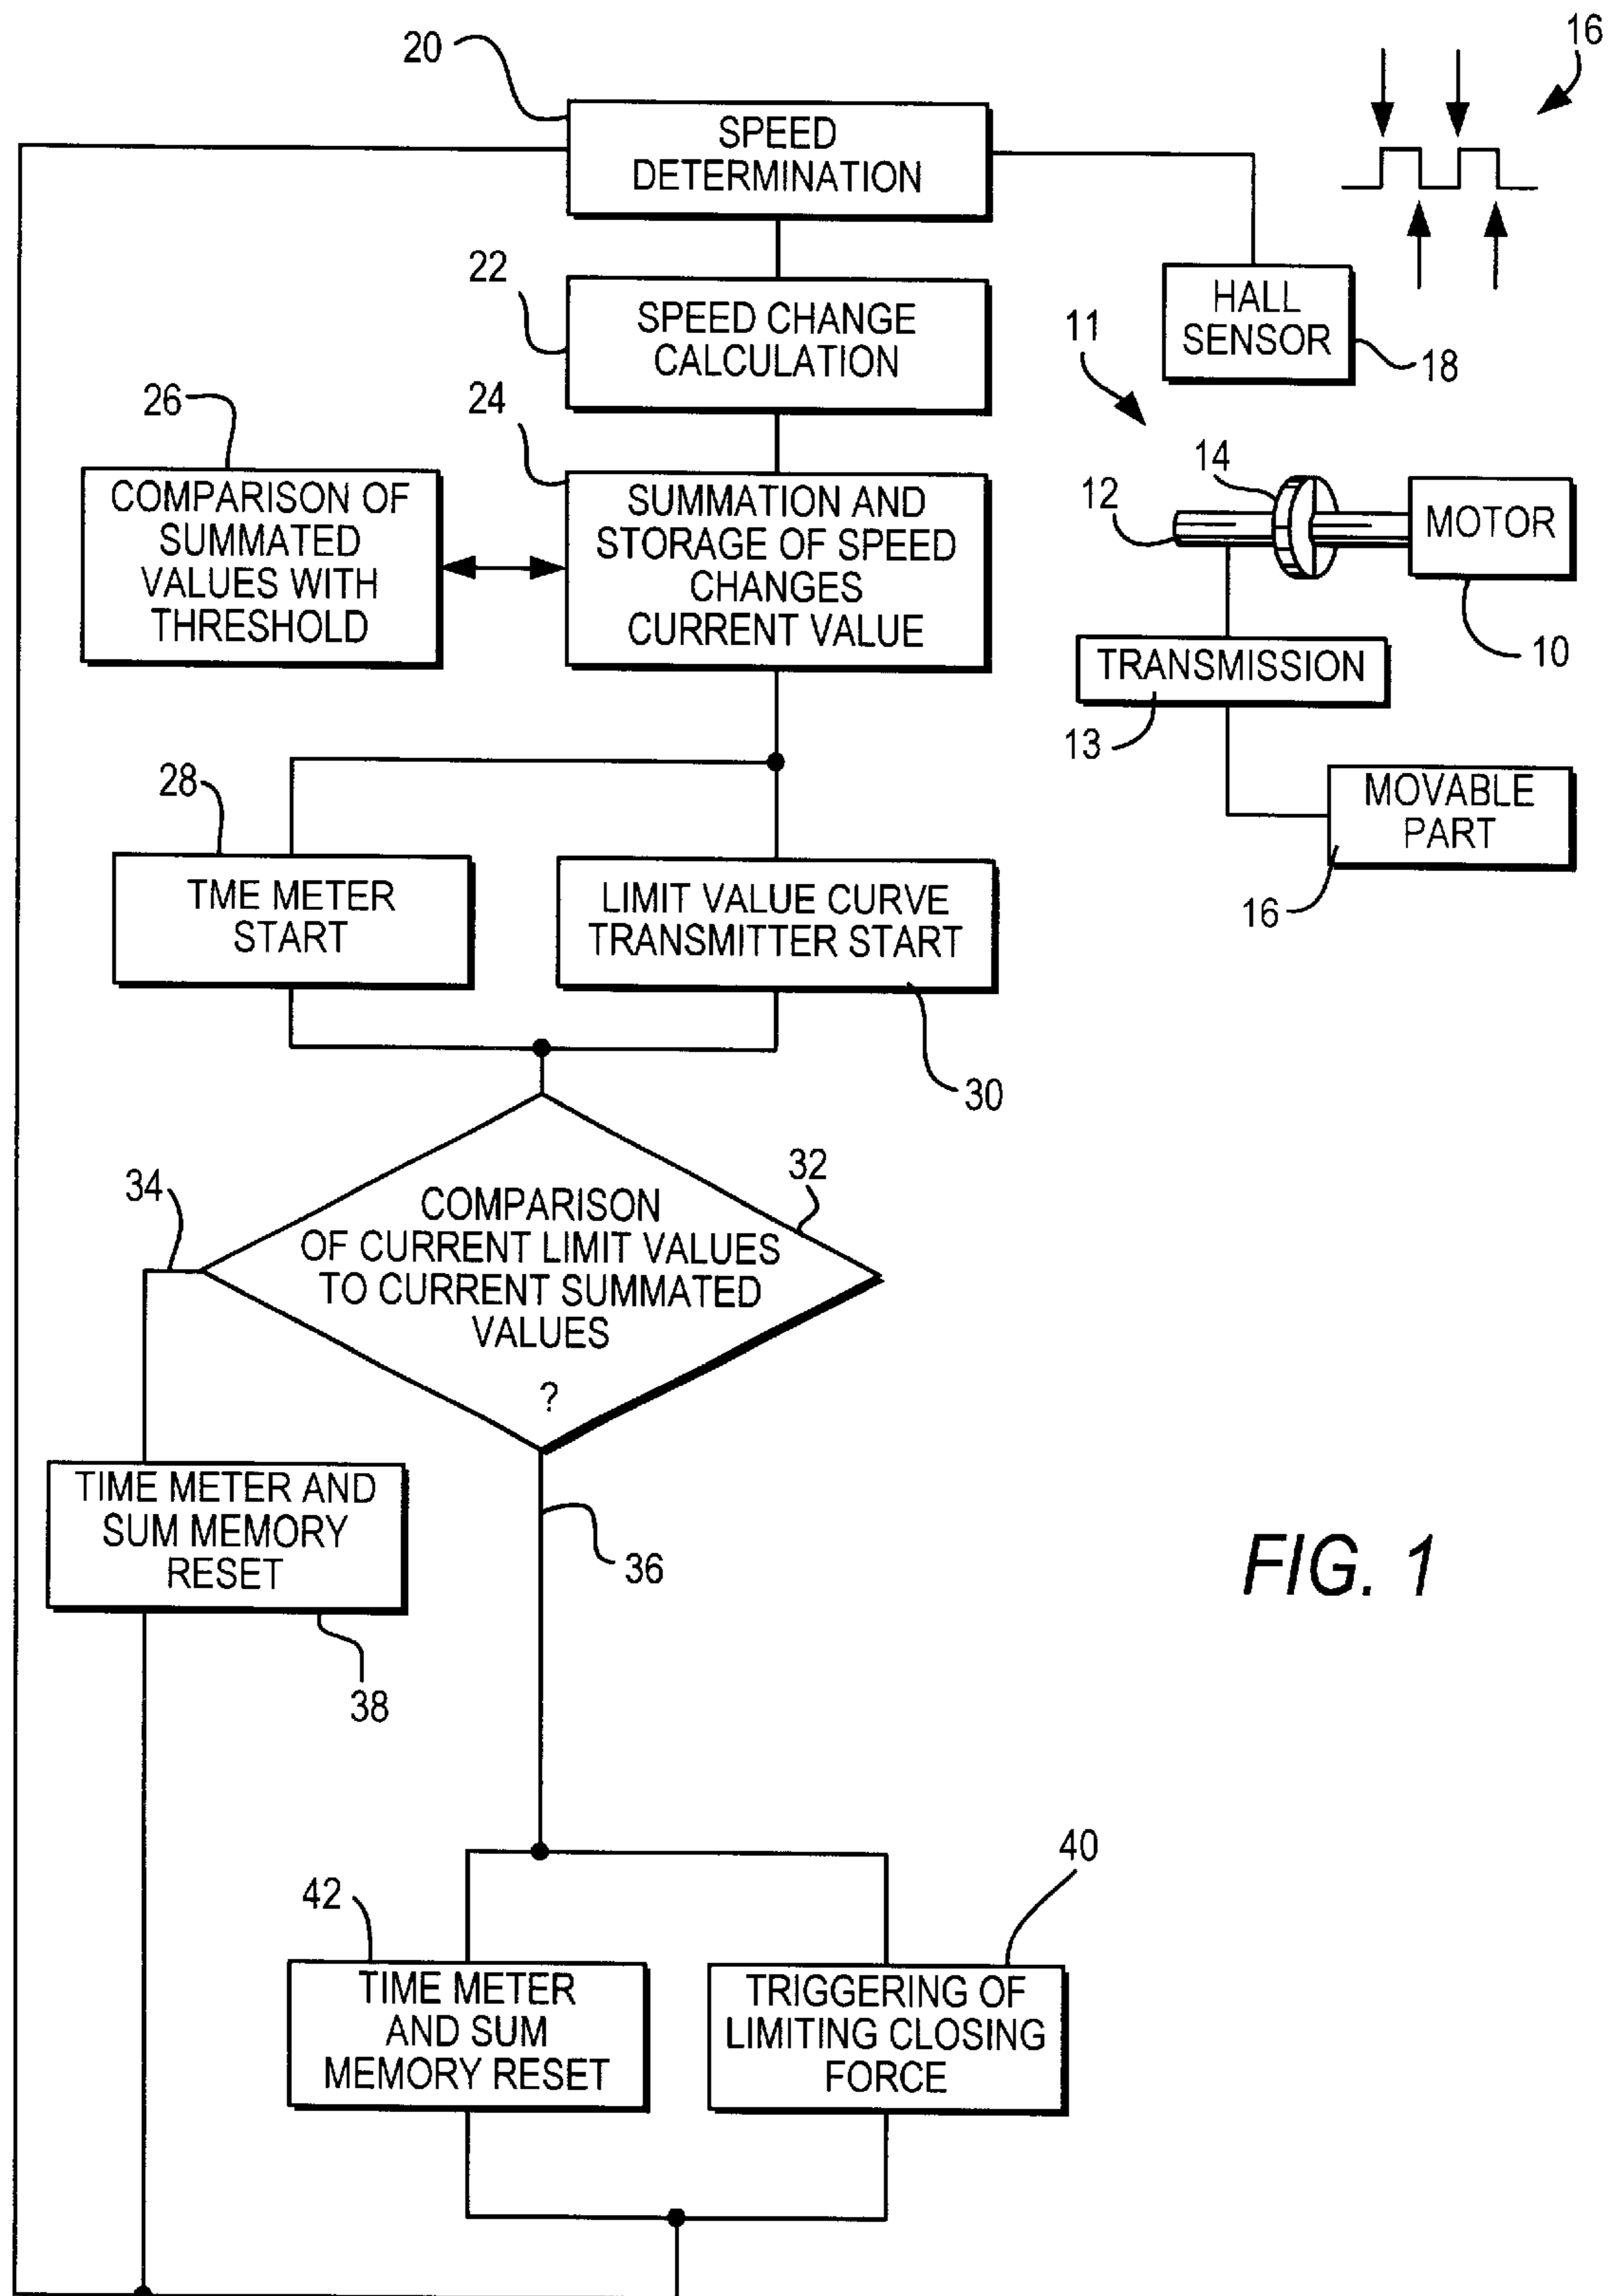 20
16
SPEED
DETERMINATION
22
SPEED CHANGE
CALCULATION
HALL
SENSOR
18
11
26
24
COMPARISON OF
SUMMATED
VALUES WITH
THRESHOLD
SUMMATION AND
STORAGE OF SPEED
CHANGES
CURRENT VALUE
14
12
MOTOR
10
TRANSMISSION
13
MOVABLE
PART
16
28
TME METER
START
LIMIT VALUE CURVE
TRANSMITTER START
30
34
32
COMPARISON
OF CURRENT LIMIT VALUES
TO CURRENT SUMMATED
VALUES
?
TIME METER AND
SUM MEMORY
RESET
38
36
FIG. 1
42
40
TIME METER
AND SUM
MEMORY RESET
TRIGGERING OF
LIMITING CLOSING
FORCE